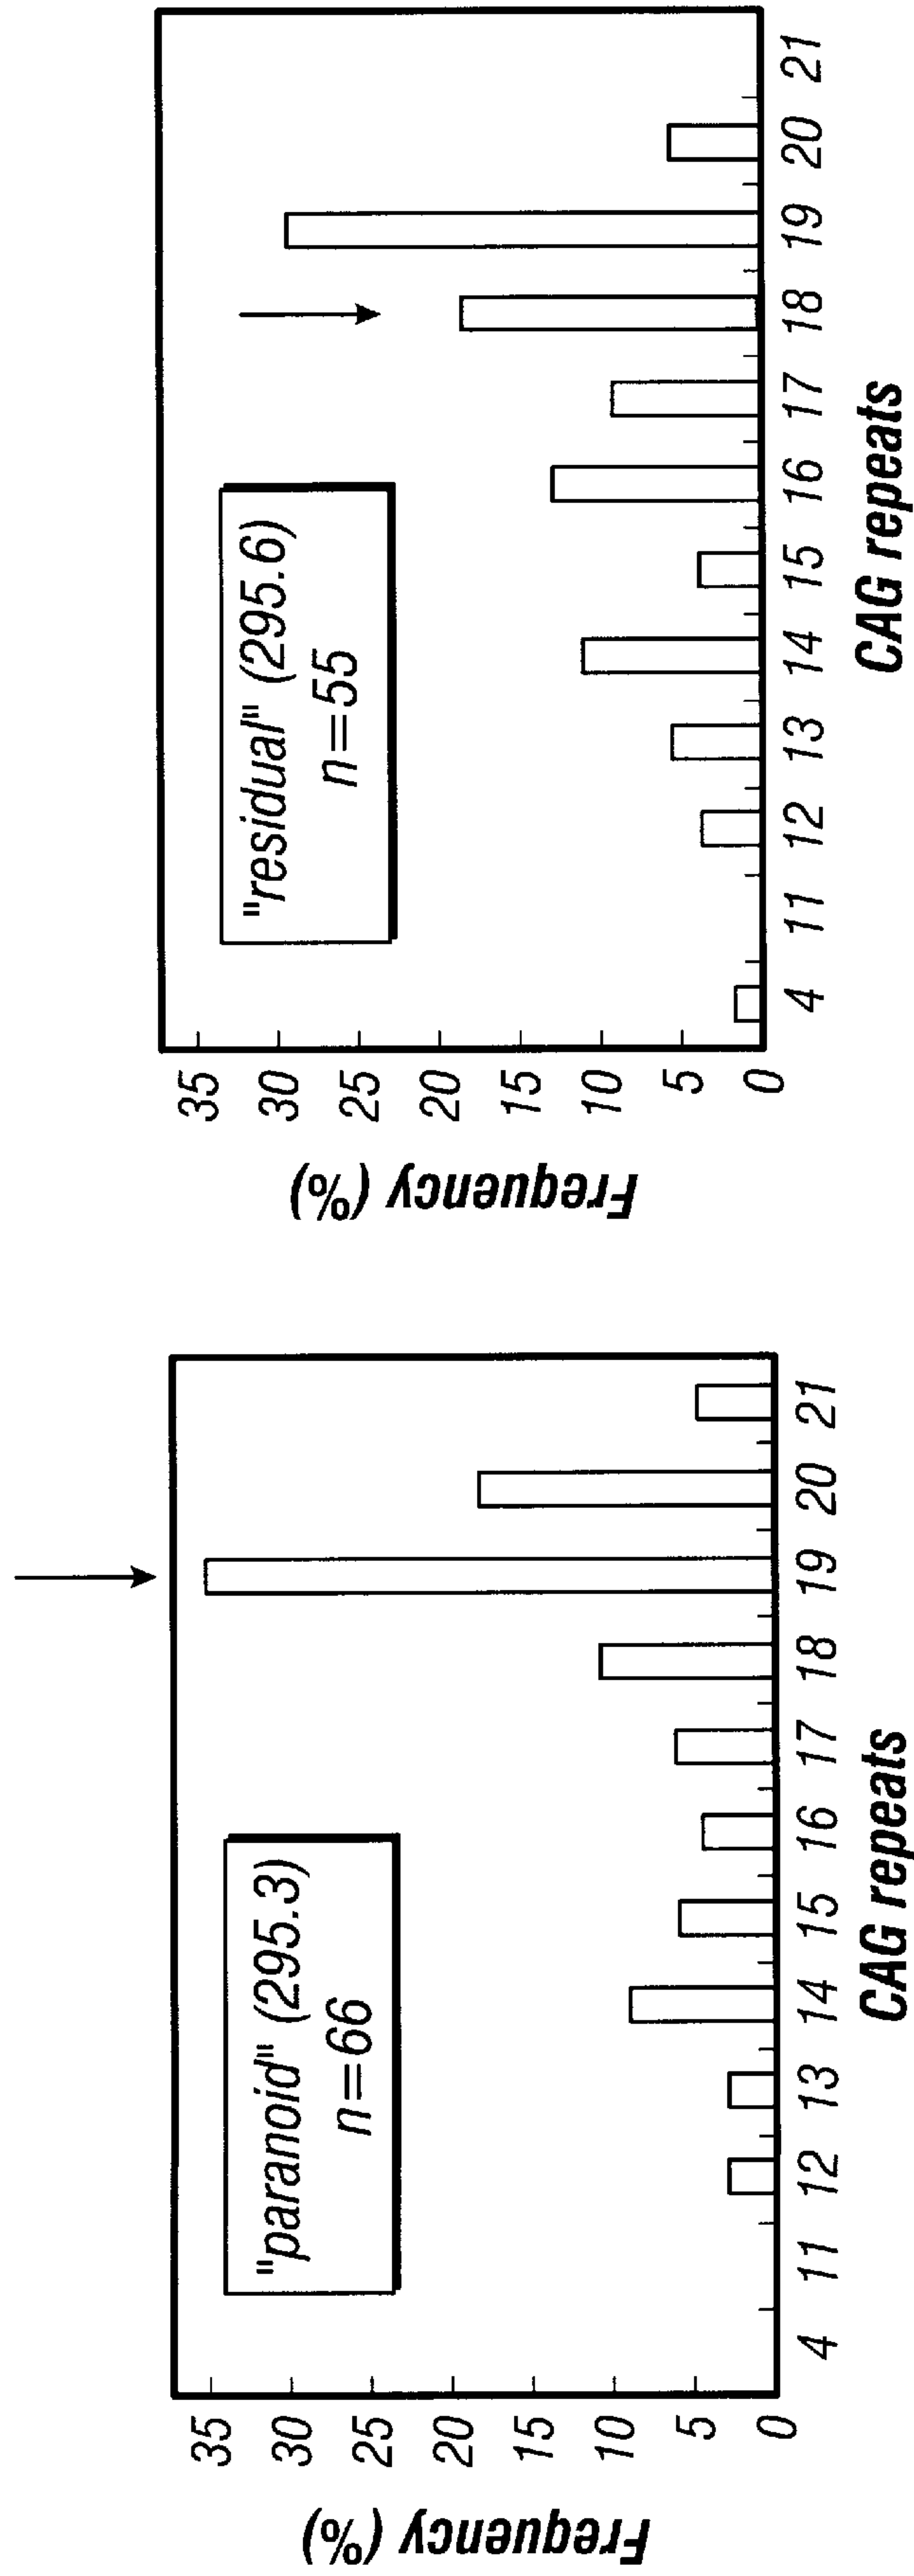 "paranoid" (295.3)
n=66
Frequency (%)
35
30
25
20
15
10
5
0
4 11 12 13 14 15 16 17 18 19 20 21
CAG repeats
"residual" (295.6)
n=55
Frequency (%)
35
30
25
20
15
10
5
0
4 11 12 13 14 15 16 17 18 19 20 21
CAG repeats